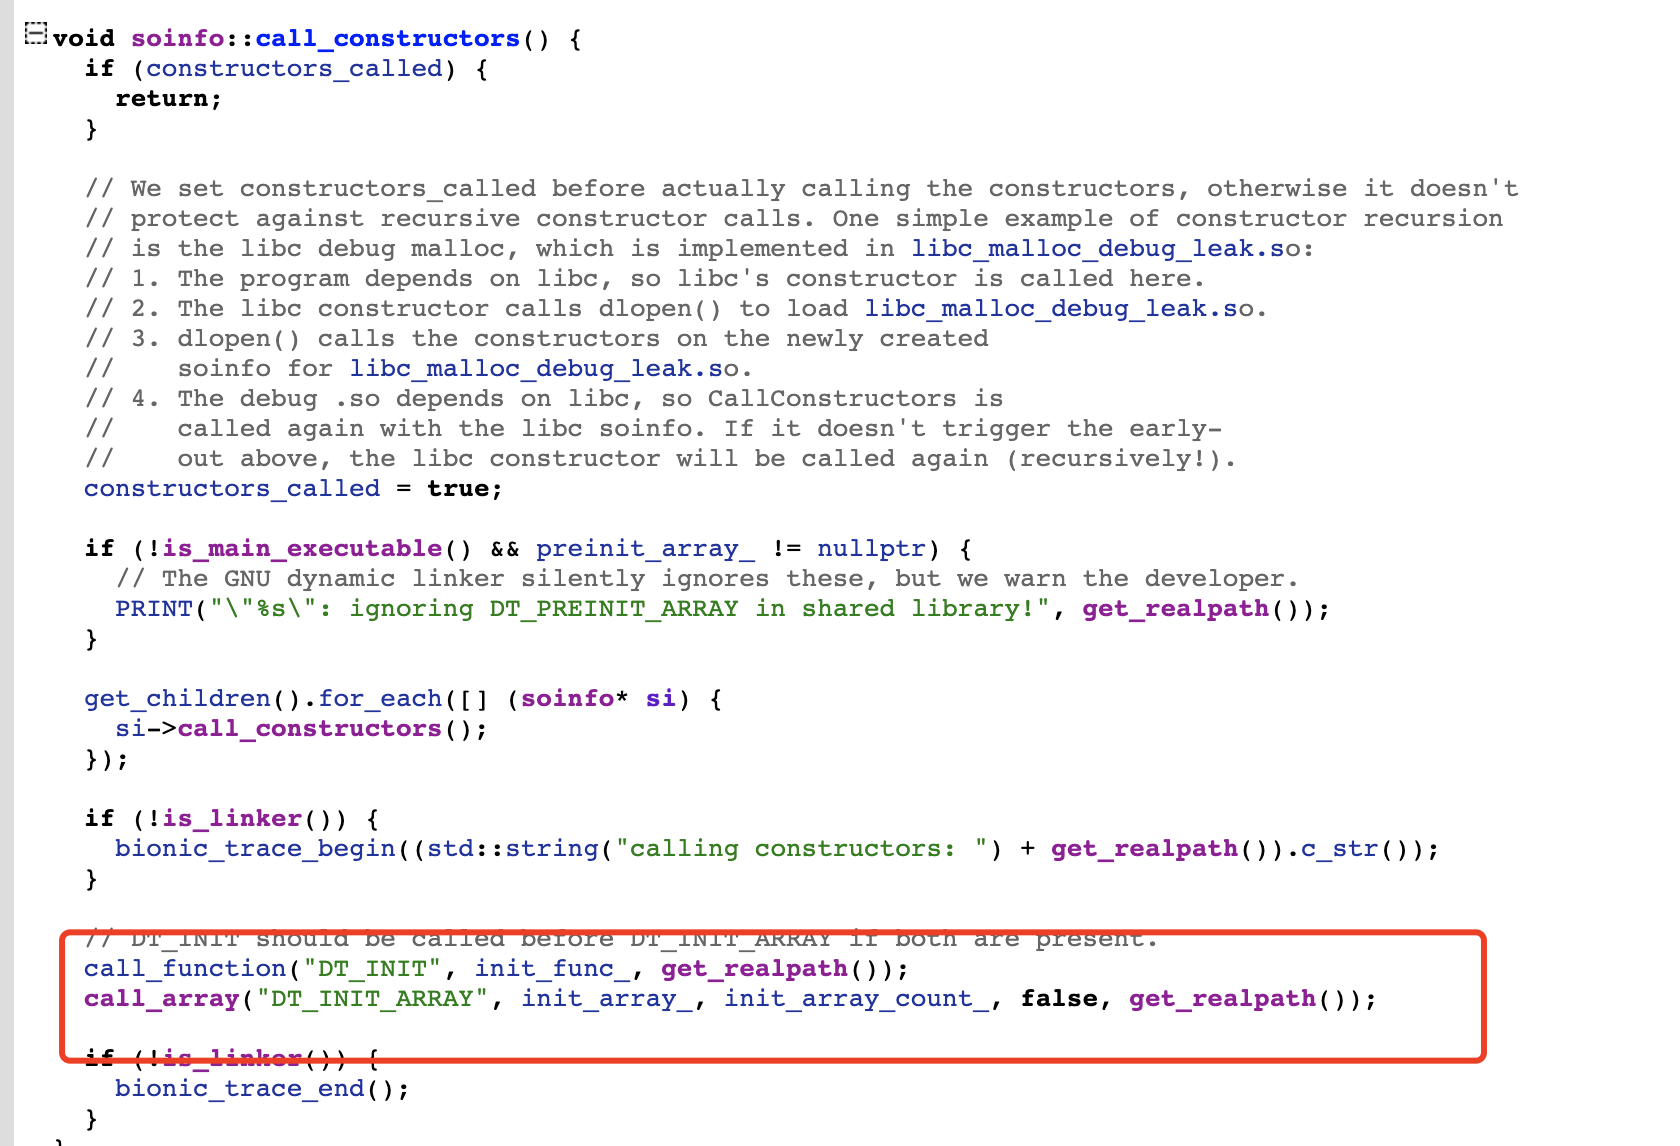 void soinfo::call_constructors() {
  if (constructors_called) {
    return;
  }

  // We set constructors_called before actually calling the constructors, otherwise it doesn't
  // protect against recursive constructor calls. One simple example of constructor recursion
  // is the libc debug malloc, which is implemented in libc_malloc_debug_leak.so:
  // 1. The program depends on libc, so libc's constructor is called here.
  // 2. The libc constructor calls dlopen() to load libc_malloc_debug_leak.so.
  // 3. dlopen() calls the constructors on the newly created
  //    soinfo for libc_malloc_debug_leak.so.
  // 4. The debug .so depends on libc, so CallConstructors is
  //    called again with the libc soinfo. If it doesn't trigger the early-
  //    out above, the libc constructor will be called again (recursively!).
  constructors_called = true;

  if (!is_main_executable() && preinit_array_ != nullptr) {
    // The GNU dynamic linker silently ignores these, but we warn the developer.
    PRINT("\"%s\": ignoring DT_PREINIT_ARRAY in shared library!", get_realpath());
  }

  get_children().for_each([] (soinfo* si) {
    si->call_constructors();
  });

  if (!is_linker()) {
    bionic_trace_begin((std::string("calling constructors: ") + get_realpath()).c_str());
  }

  // DT_INIT should be called before DT_INIT_ARRAY if both are present.
  call_function("DT_INIT", init_func_, get_realpath());
  call_array("DT_INIT_ARRAY", init_array_, init_array_count_, false, get_realpath());

  if (!is_linker()) {
    bionic_trace_end();
  }
}